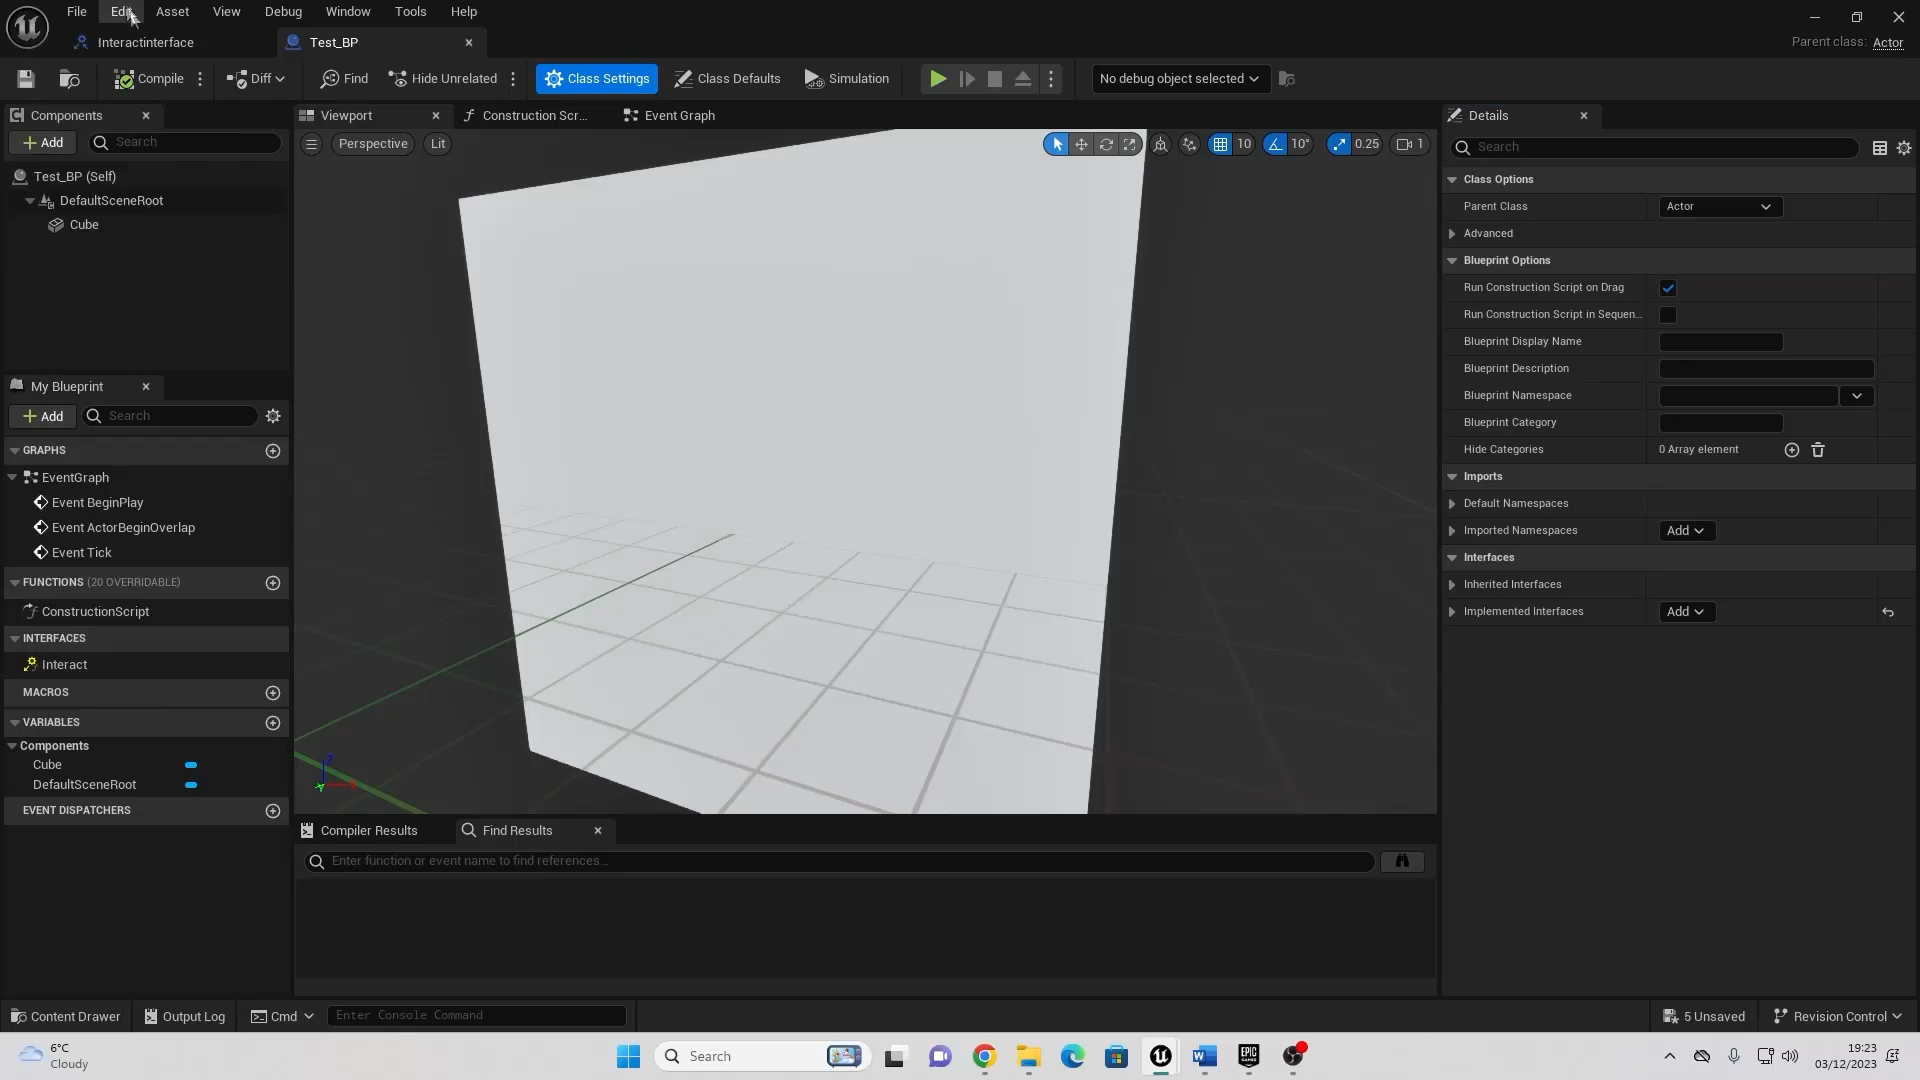 File Edit Asset View Debug Window Tools Help
Interactinterface
Test_BP
Parent class: Actor
Compile
Diff
Find
Hide Unrelated
Class Settings
Class Defaults
Simulation
No debug object selected
Components
Viewport
Construction Scr...
Event Graph
Details
Add
Search
Perspective
Lit
10
10°
0.25
1
Search
Test_BP (Self)
DefaultSceneRoot
Cube
Class Options
Parent Class
Actor
Advanced
Blueprint Options
Run Construction Script on Drag
Run Construction Script in Sequen...
Blueprint Display Name
Blueprint Description
Blueprint Namespace
Blueprint Category
Hide Categories
0 Array element
Imports
Default Namespaces
Imported Namespaces
Add
Interfaces
Inherited Interfaces
Implemented Interfaces
Add
My Blueprint
Add
Search
GRAPHS
EventGraph
Event BeginPlay
Event ActorBeginOverlap
Event Tick
FUNCTIONS (20 OVERRIDABLE)
ConstructionScript
INTERFACES
Interact
MACROS
VARIABLES
Components
Cube
DefaultSceneRoot
EVENT DISPATCHERS
Z
Compiler Results
Find Results
Enter function or event name to find references...
Content Drawer
Output Log
Cmd
Enter Console Command
5 Unsaved
Revision Control
6°C
Cloudy
Search
EPIC
GAMES
19:23
03/12/2023